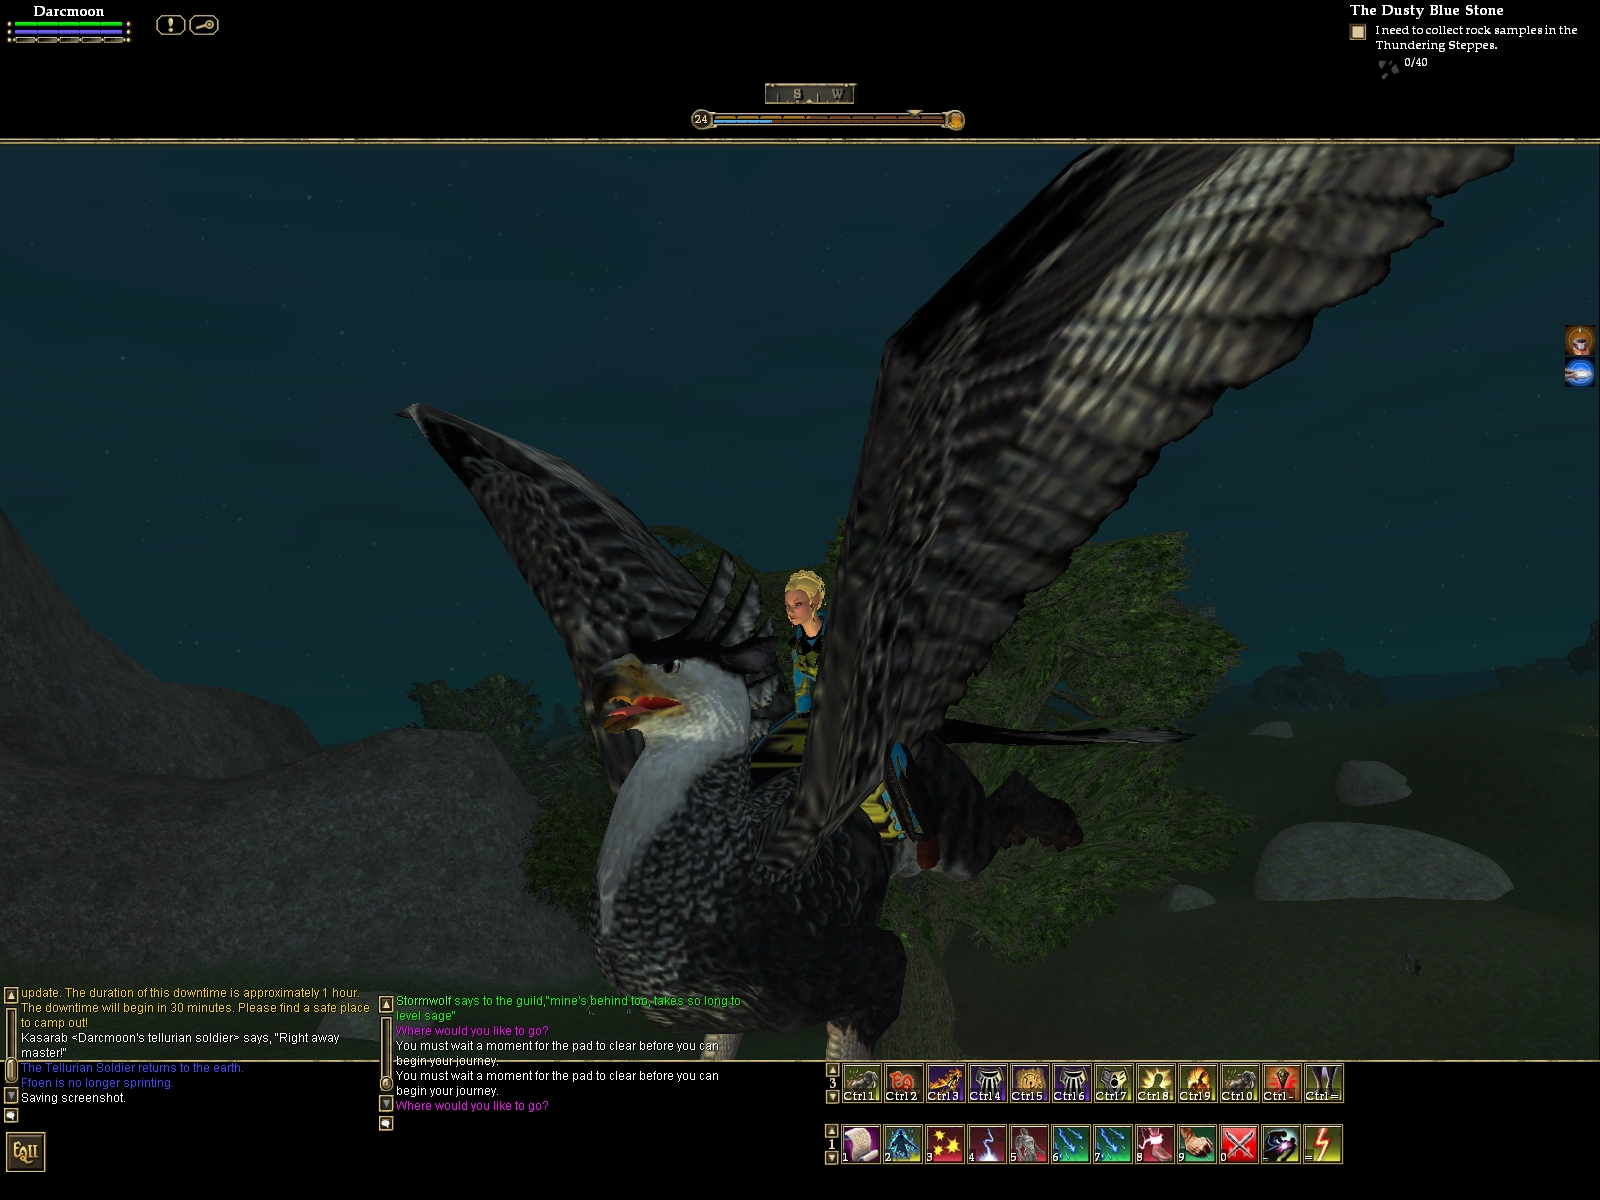 Darcmoon
The Dusty Blue Stone
I need to collect rock samples in the
Thundering Steppes.
0/40
S W
24
update. The duration of this downtime is approximately 1 hour.
The downtime will begin in 30 minutes. Please find a safe place
to camp out!
Kasarab <Darcmoon's tellurian soldier> says, "Right away
master!"
The Tellurian Soldier returns to the earth.
Ffoen is no longer sprinting.
Saving screenshot.
Stormwolf says to the guild,"mine's behind too, takes so long to
level sage"
Where would you like to go?
You must wait a moment for the pad to clear before you can
begin your journey.
You must wait a moment for the pad to clear before you can
begin your journey.
Where would you like to go?
3
Ctrl1 Ctrl2 Ctrl3 Ctrl4 Ctrl5 Ctrl6 Ctrl7 Ctrl8 Ctrl9 Ctrl0 Ctrl- Ctrl=
1
1 2 3 4 5 6 7 8 9 0 - =
EQII